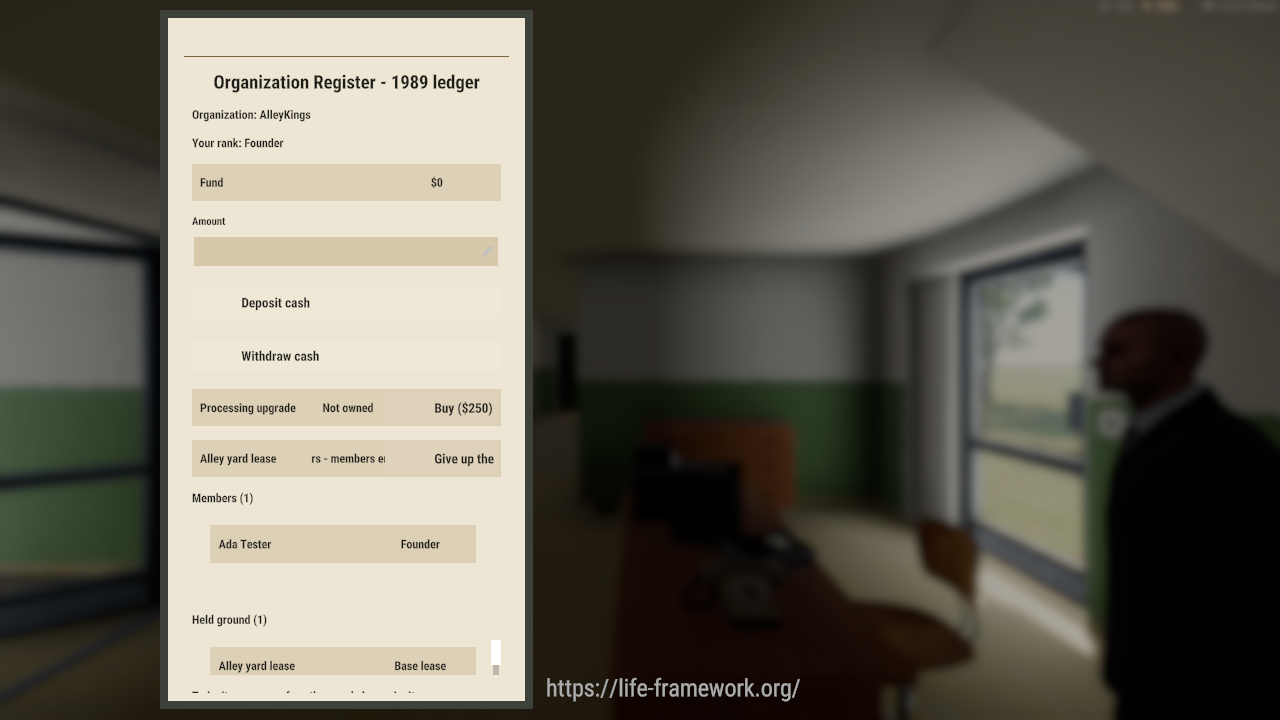 Organization Register - 1989 ledger
Organization: AlleyKings
Your rank: Founder
Fund $0
Amount
Deposit cash
Withdraw cash
Processing upgrade Not owned Buy ($250)
Alley yard lease rs - members Give up the
Members (1)
Ada Tester Founder
Held ground (1)
Alley yard lease Base lease
https://life-framework.org/